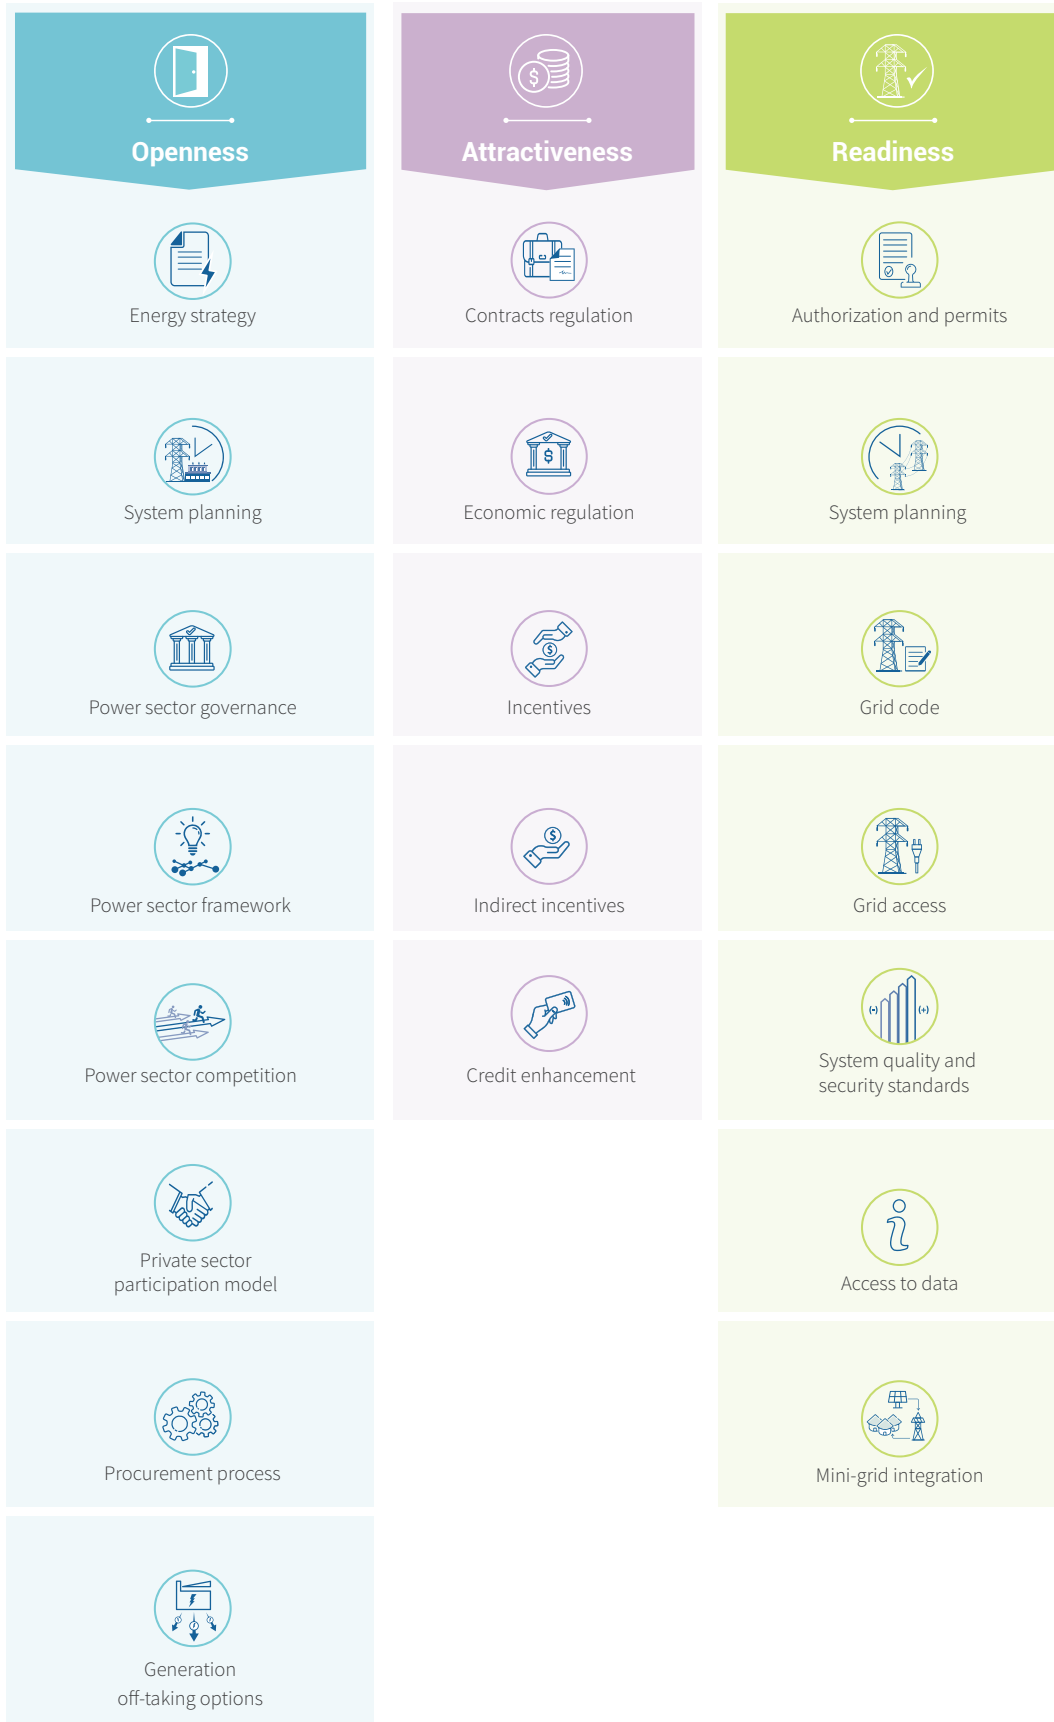 Openness
Energy strategy
System planning
Power sector governance
Power sector framework
Power sector competition
Private sector
participation model
Procurement process
Generation
off-taking options
Attractiveness
$
Contracts regulation
$
Economic regulation
$
Incentives
$
Indirect incentives
Credit enhancement
Readiness
Authorization and permits
System planning
Grid code
Grid access
(-) (+)
System quality and
security standards
i
Access to data
Mini-grid integration